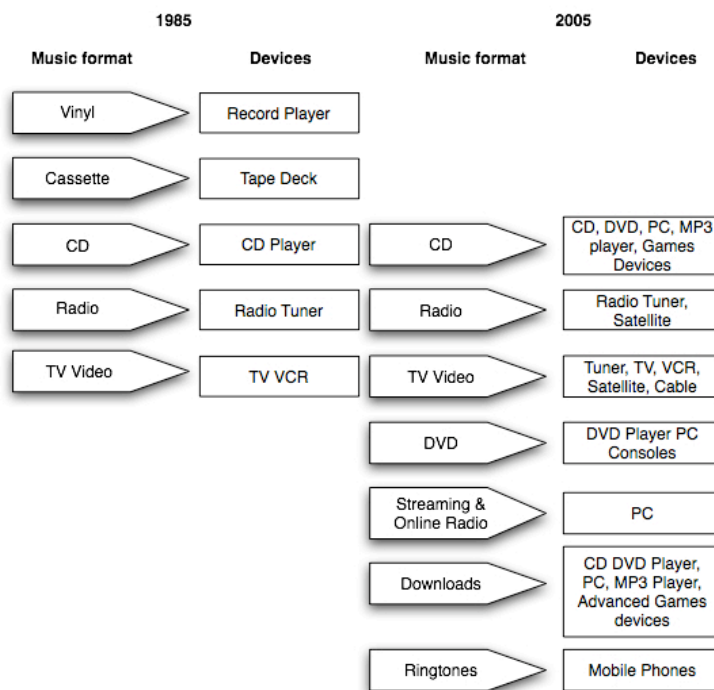 1985
2005
Music format
Devices
Music format
Devices
Vinyl
Record Player
Cassette
Tape Deck
CD
CD Player
CD
CD, DVD, PC, MP3
player, Games
Devices
Radio
Radio Tuner
Radio
Radio Tuner,
Satellite
TV Video
TV VCR
TV Video
Tuner, TV, VCR,
Satellite, Cable
DVD
DVD Player PC
Consoles
Streaming &
Online Radio
PC
Downloads
CD DVD Player,
PC, MP3 Player,
Advanced Games
devices
Ringtones
Mobile Phones